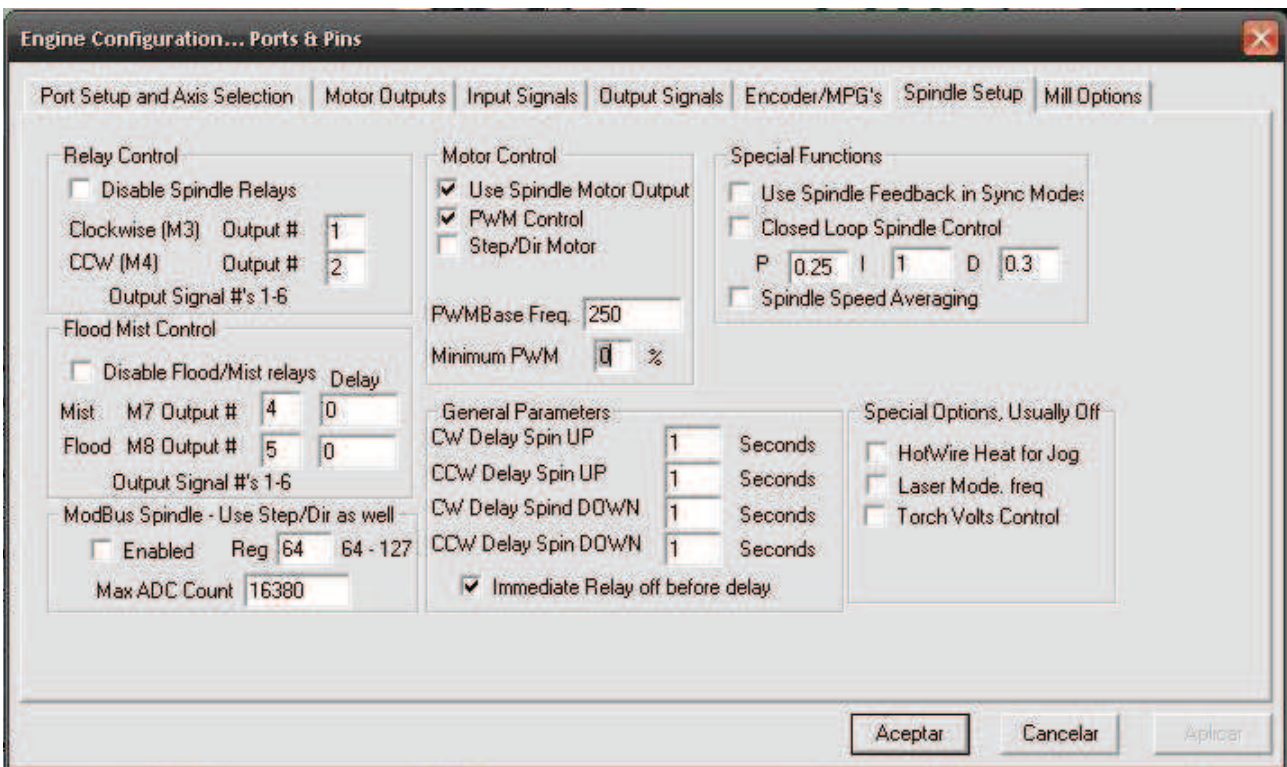 Engine Configuration... Ports & Pins
Port Setup and Axis Selection
Motor Outputs
Input Signals
Output Signals
Encoder/MPG's
Spindle Setup
Mill Options
Relay Control
Disable Spindle Relays
Clockwise (M3) Output # 1
CCW (M4) Output # 2
Output Signal #'s 1-6
Flood Mist Control
Disable Flood/Mist relays Delay
Mist M7 Output # 4 0
Flood M8 Output # 5 0
Output Signal #'s 1-6
ModBus Spindle - Use Step/Dir as well
Enabled Reg 64 64 - 127
Max ADC Count 16380
Motor Control
Use Spindle Motor Output
PWM Control
Step/Dir Motor
PWMBase Freq. 250
Minimum PWM 0 %
General Parameters
CW Delay Spin UP 1 Seconds
CCW Delay Spin UP 1 Seconds
CW Delay Spind DOWN 1 Seconds
CCW Delay Spin DOWN 1 Seconds
Immediate Relay off before delay
Special Functions
Use Spindle Feedback in Sync Modes
Closed Loop Spindle Control
P 0.25 I 1 D 0.3
Spindle Speed Averaging
Special Options, Usually Off
HotWire Heat for Jog
Laser Mode. freq
Torch Volts Control
Aceptar
Cancelar
Aplicar